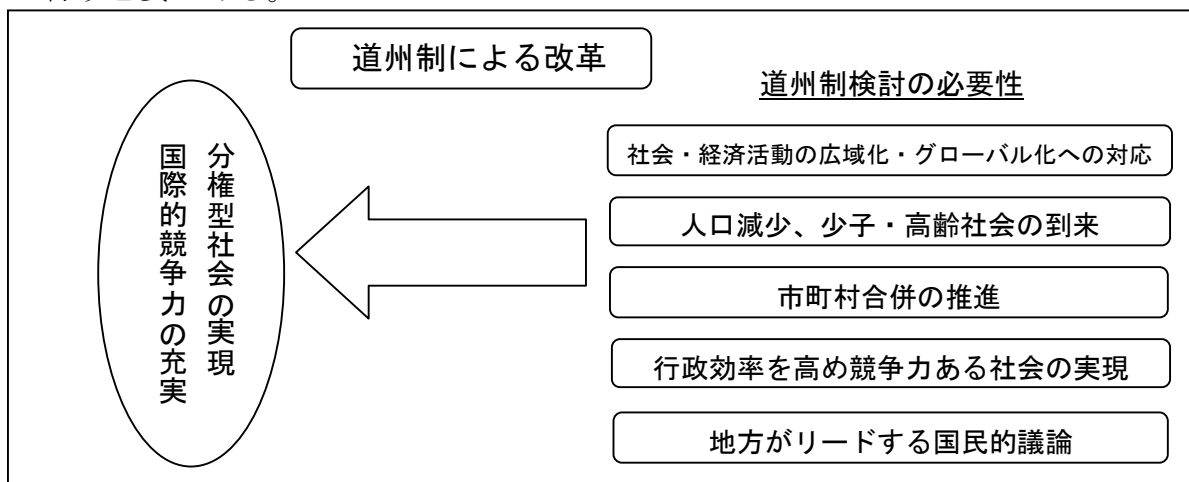 道州制による改革
道州制検討の必要性
社会・経済活動の広域化・グローバル化への対応
人口減少、少子・高齢社会の到来
市町村合併の推進
行政効率を高め競争力ある社会の実現
地方がリードする国民的議論
分権型社会の実現
国際的競争力の充実